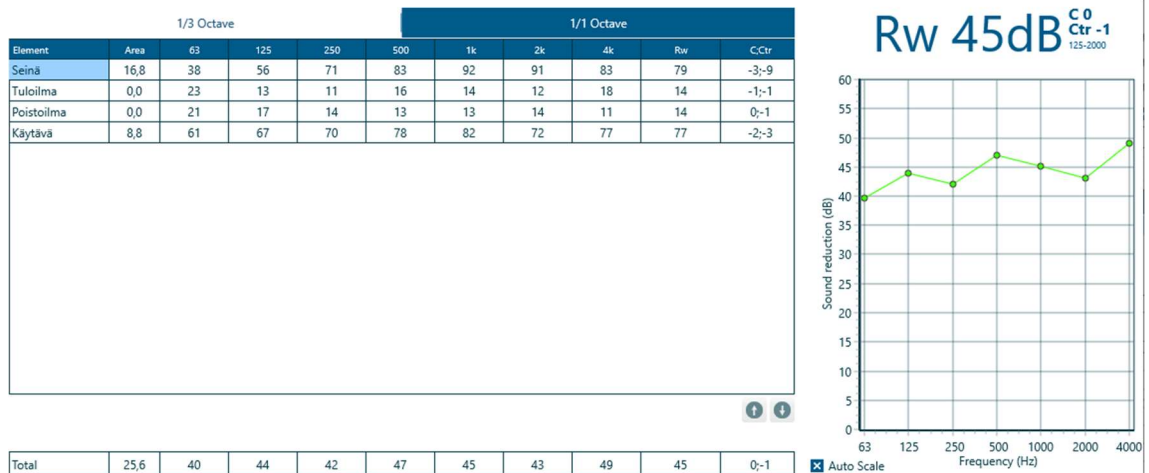 1/3 Octave 1/1 Octave
Element Area 63 125 250 500 1k 2k 4k Rw C;Ctr
Seinä 16,8 38 56 71 83 92 91 83 79 -3;-9
Tuloilma 0,0 23 13 11 16 14 12 18 14 -1;-1
Poistoilma 0,0 21 17 14 13 13 14 11 14 0;-1
Käytävä 8,8 61 67 70 78 82 72 77 77 -2;-3
Total 25,6 40 44 42 47 45 43 49 45 0;-1
Rw 45dB C 0
Ctr -1
125-2000
Sound reduction (dB)
60
55
50
45
40
35
30
25
20
15
10
5
0
63 125 250 500 1000 2000 4000
Frequency (Hz)
Auto Scale